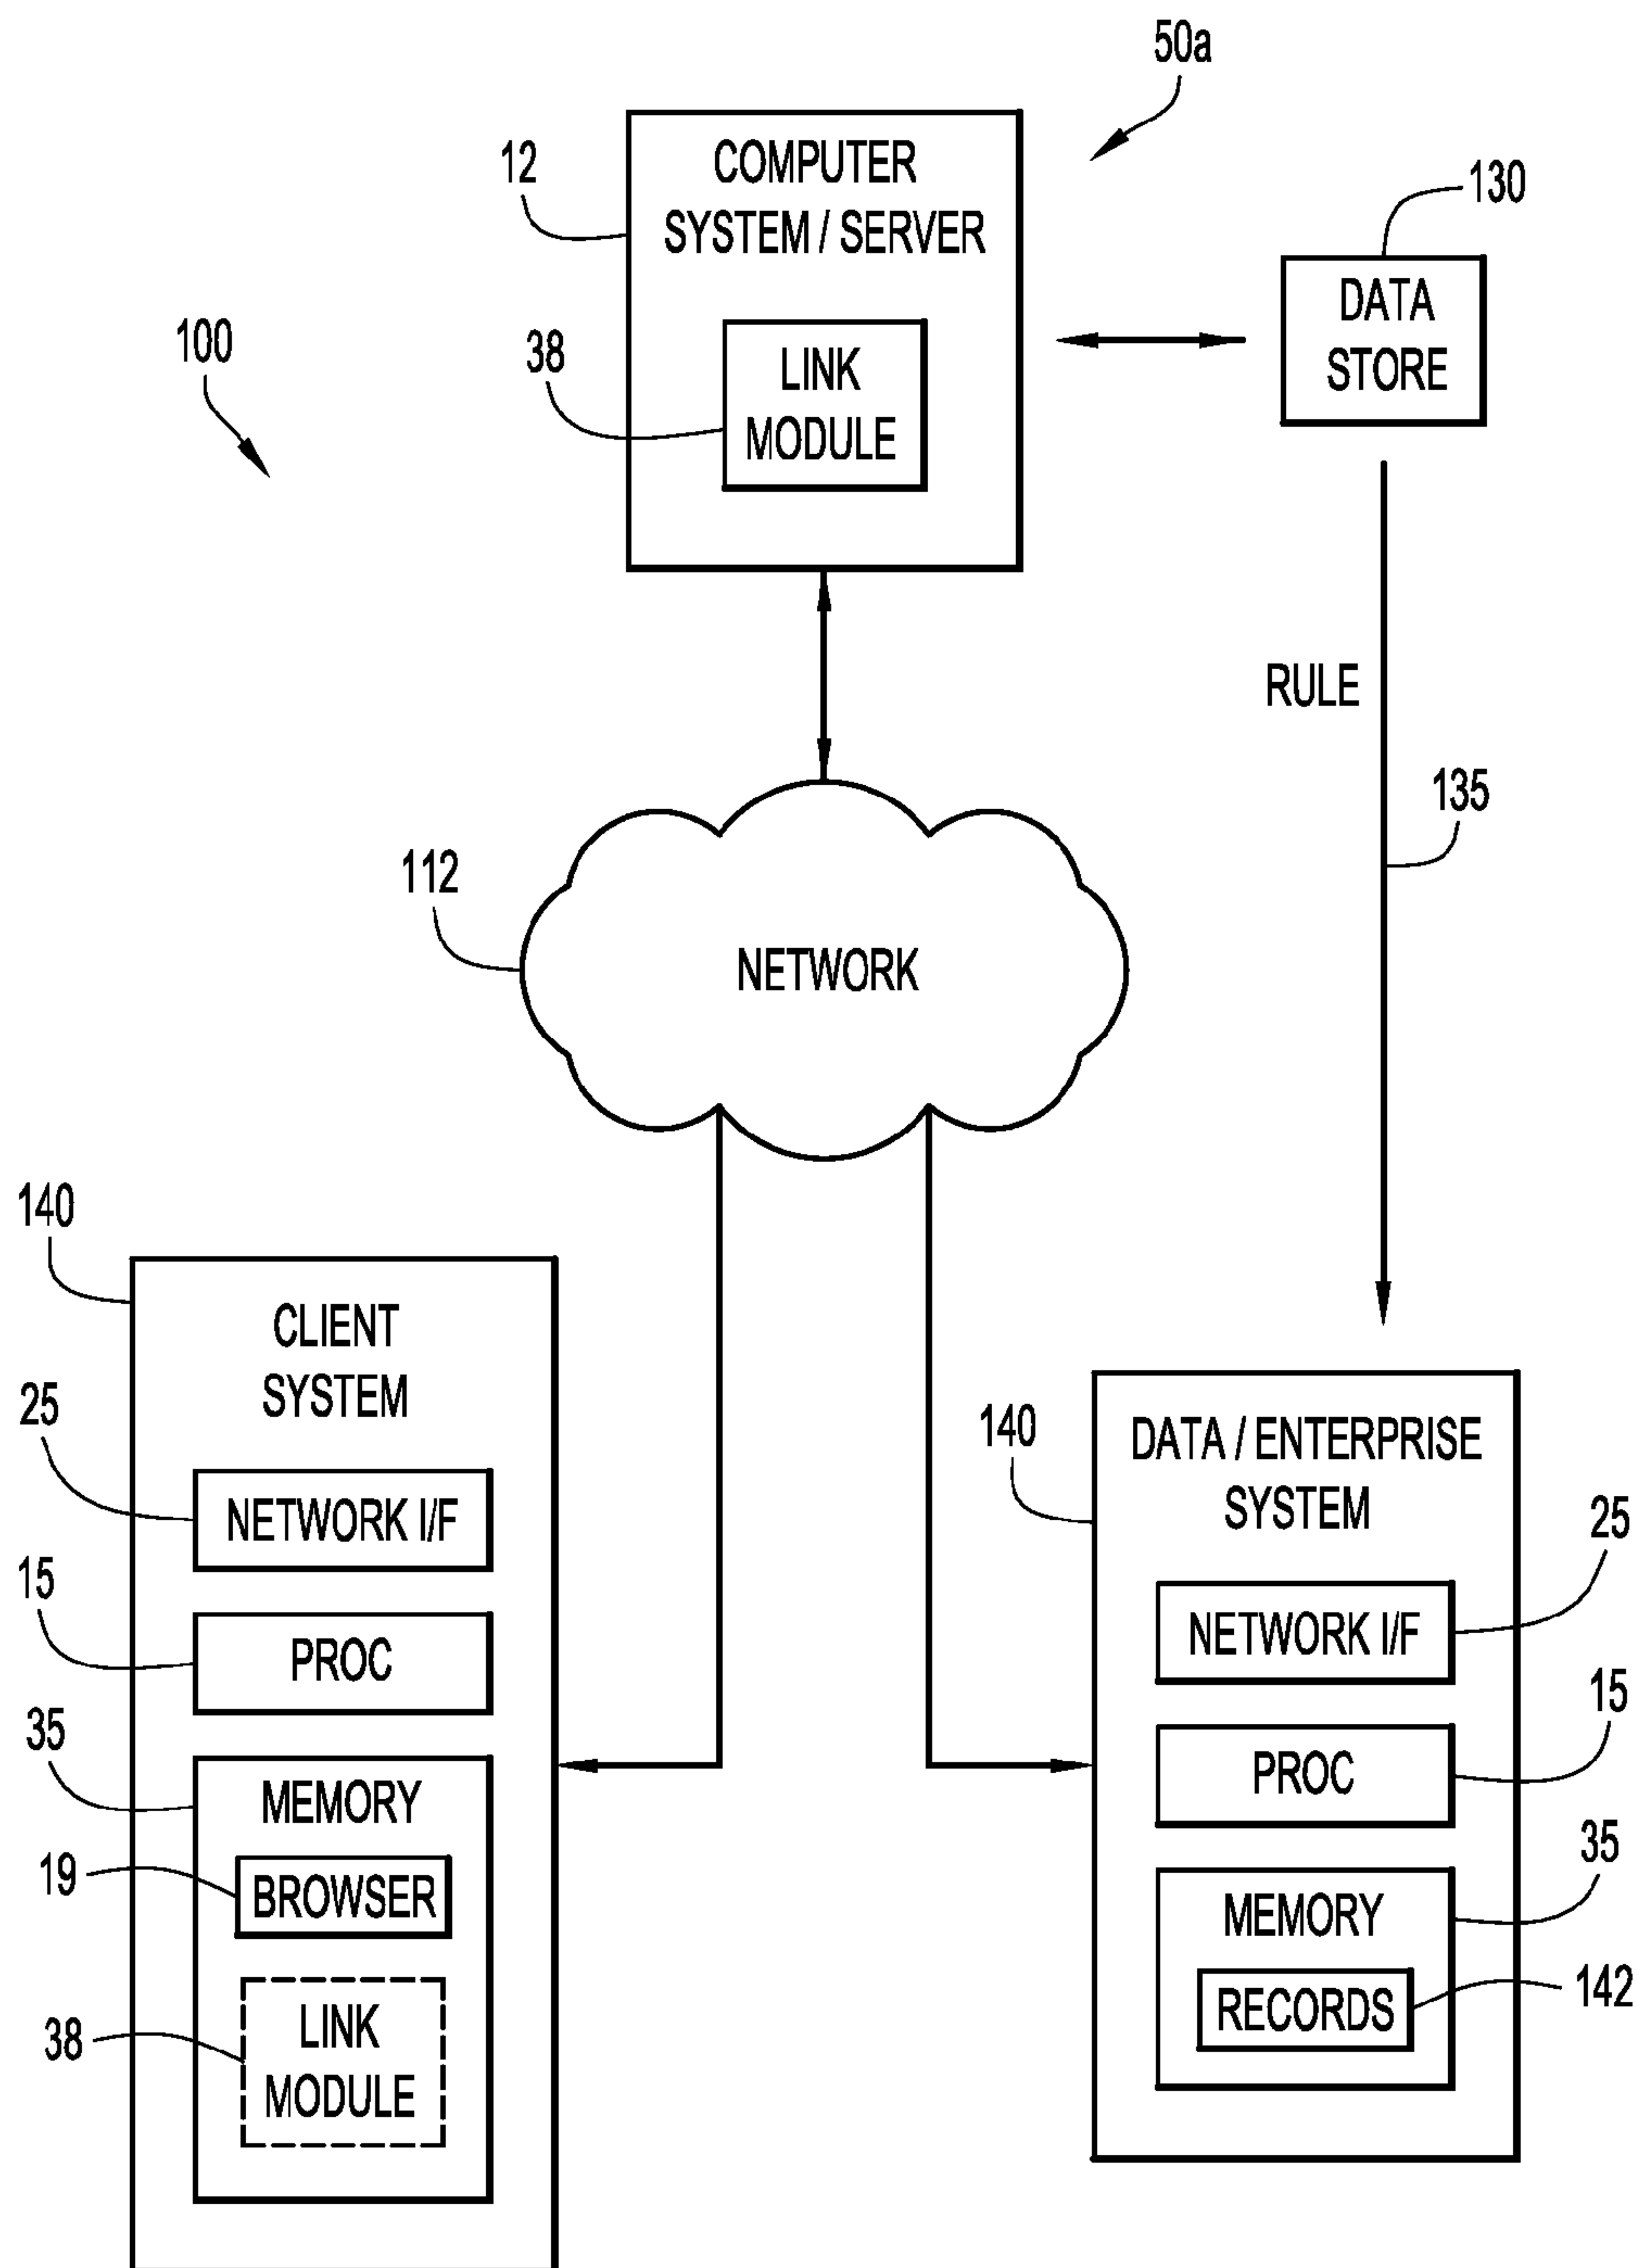 50a
12
COMPUTER
SYSTEM / SERVER
130
DATA
STORE
100
38
LINK
MODULE
RULE
135
112
NETWORK
140
CLIENT
SYSTEM
25
NETWORK I/F
15
PROC
35
MEMORY
19
BROWSER
38
LINK
MODULE
140
DATA / ENTERPRISE
SYSTEM
25
NETWORK I/F
15
PROC
35
MEMORY
RECORDS
142